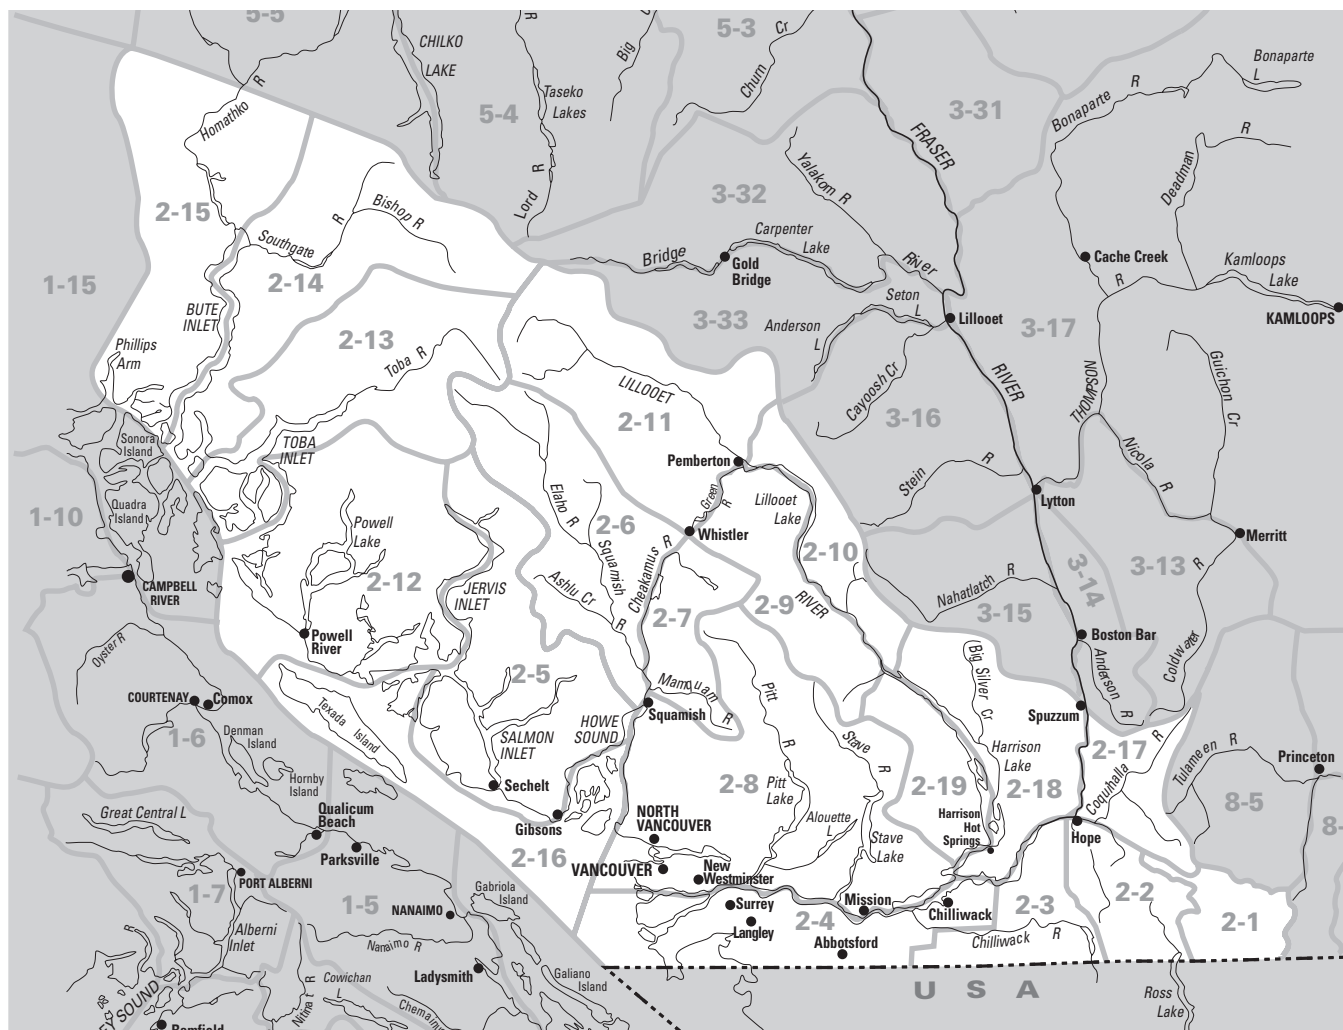 5-5
CHILKO
LAKE
Big
5-3
Churn
Cr
R
Taseko
Lakes
5-4
Lord
R
Bonaparte
L
Bonaparte
R
3-31
FRASER
Deadman
R
Homathko
R
2-15
Southgate
R
Bishop R
2-14
1-15
BUTE
INLET
Phillips
Arm
2-13
Toba R
3-32
Yalakom R
Carpenter
Lake
Bridge
Gold
Bridge
River
3-33
Seton
L
Anderson
L
Lillooet
Cayoosh Cr
3-16
RIVER
Cache Creek
R
Kamloops
Lake
KAMLOOPS
3-17
THOMPSON
Guichon Cr
LILLOOET
2-11
Pemberton
Green
R
Lillooet
Lake
Whistler
Stein
R
Lytton
Nicola
R
Merritt
Sonora
Island
Quadra
Island
1-10
CAMPBELL
RIVER
TOBA
INLET
Powell
Lake
2-12
Powell
River
JERVIS
INLET
Elaho R
2-6
Squamish
R
Ashlu Cr
Cheakamus R
2-7
2-9
2-10
RIVER
Nahatlatch R
3-15
3-14
3-13
Boston Bar
Anderson
R
Coldwater
R
Spuzzum
Oyster R
COURTENAY
Comox
1-6
Denman
Island
Hornby
Island
Texada
Island
2-5
SALMON
INLET
HOWE
SOUND
Mamquam
R
Squamish
Sechelt
Gibsons
2-16
Pitt
R
Pitt
Lake
2-8
Stave
R
Stave
Lake
Alouette
L
Big Silver
Cr
Harrison
Lake
2-19
2-18
Harrison
Hot
Springs
2-17
Coquihalla
R
Hope
Tulameen R
Princeton
8-5
8-
Great Central L
Qualicum
Beach
Parksville
PORT ALBERNI
1-7
Alberni
Inlet
1-5
NANAIMO
Nanaimo R
Gabriola
Island
Ladysmith
Galiano
Island
Cowichan
L
Nitinat R
EY SOUND
Bamfield
NORTH
VANCOUVER
VANCOUVER
New
Westminster
Surrey
Langley
2-4
Mission
Abbotsford
Chilliwack
2-3
Chilliwack R
2-2
2-1
U S A
Ross
Lake